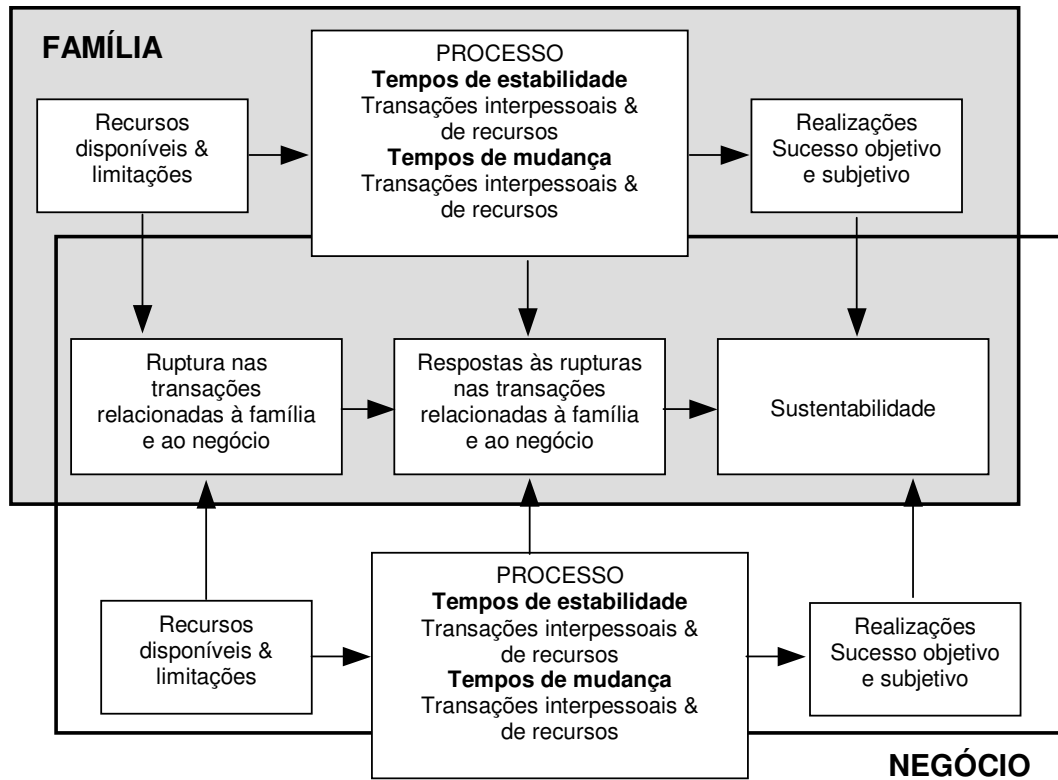 FAMÍLIA
PROCESSO
Tempos de estabilidade
Transações interpessoais &
de recursos
Tempos de mudança
Transações interpessoais &
de recursos
Recursos
disponíveis &
limitações
Realizações
Sucesso objetivo
e subjetivo
Ruptura nas
transações
relacionadas à família
e ao negócio
Respostas às rupturas
nas transações
relacionadas à família
e ao negócio
Sustentabilidade
Recursos
disponíveis &
limitações
PROCESSO
Tempos de estabilidade
Transações interpessoais &
de recursos
Tempos de mudança
Transações interpessoais &
de recursos
Realizações
Sucesso objetivo
e subjetivo
NEGÓCIO